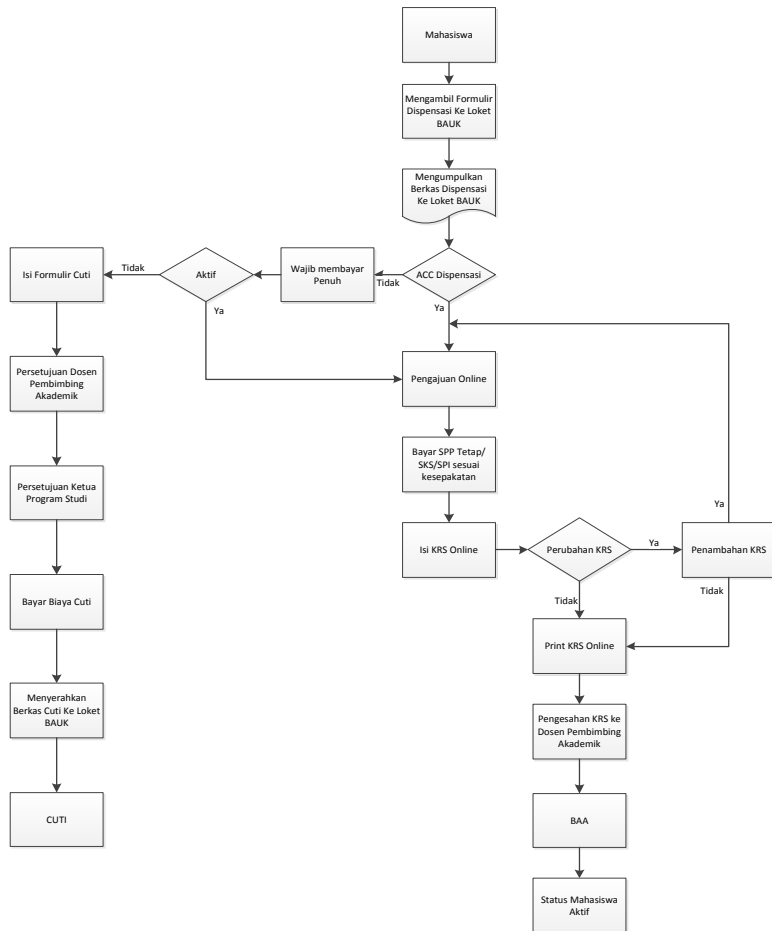 Mahasiswa
Mengambil Formulir
Dispensasi Ke Loket
BAUK
Mengumpulkan
Berkas Dispensasi
Ke Loket BAUK
Isi Formulir Cuti
Tidak
Aktif
Ya
Wajib membayar
Penuh
Tidak
ACC Dispensasi
Ya
Persetujuan Dosen
Pembimbing
Akademik
Pengajuan Online
Bayar SPP Tetap/
SKS/SPI sesuai
kesepakatan
Persetujuan Ketua
Program Studi
Isi KRS Online
Perubahan KRS
Ya
Tidak
Penambahan KRS
Ya
Tidak
Bayar Biaya Cuti
Print KRS Online
Menyerahkan
Berkas Cuti Ke Loket
BAUK
Pengesahan KRS ke
Dosen Pembimbing
Akademik
CUTI
BAA
Status Mahasiswa
Aktif